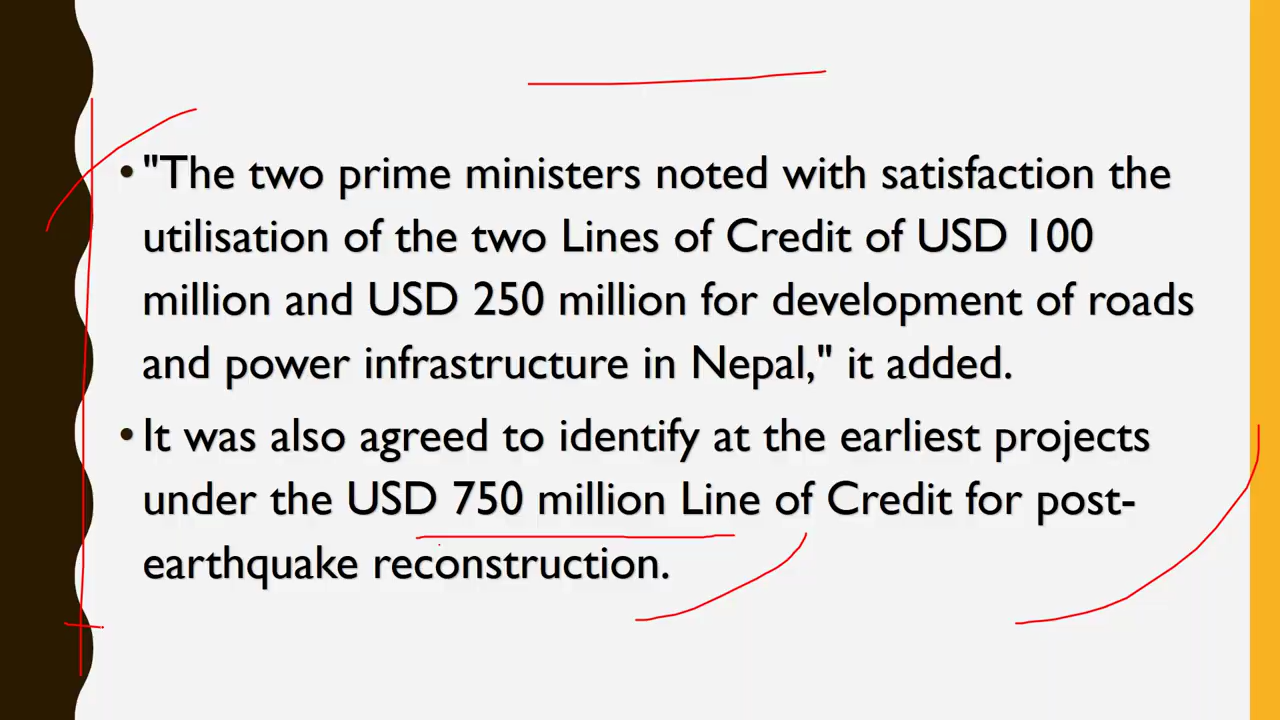 • "The two prime ministers noted with satisfaction the
utilisation of the two Lines of Credit of USD 100
million and USD 250 million for development of roads
and power infrastructure in Nepal," it added.
• It was also agreed to identify at the earliest projects
under the USD 750 million Line of Credit for post-
earthquake reconstruction.